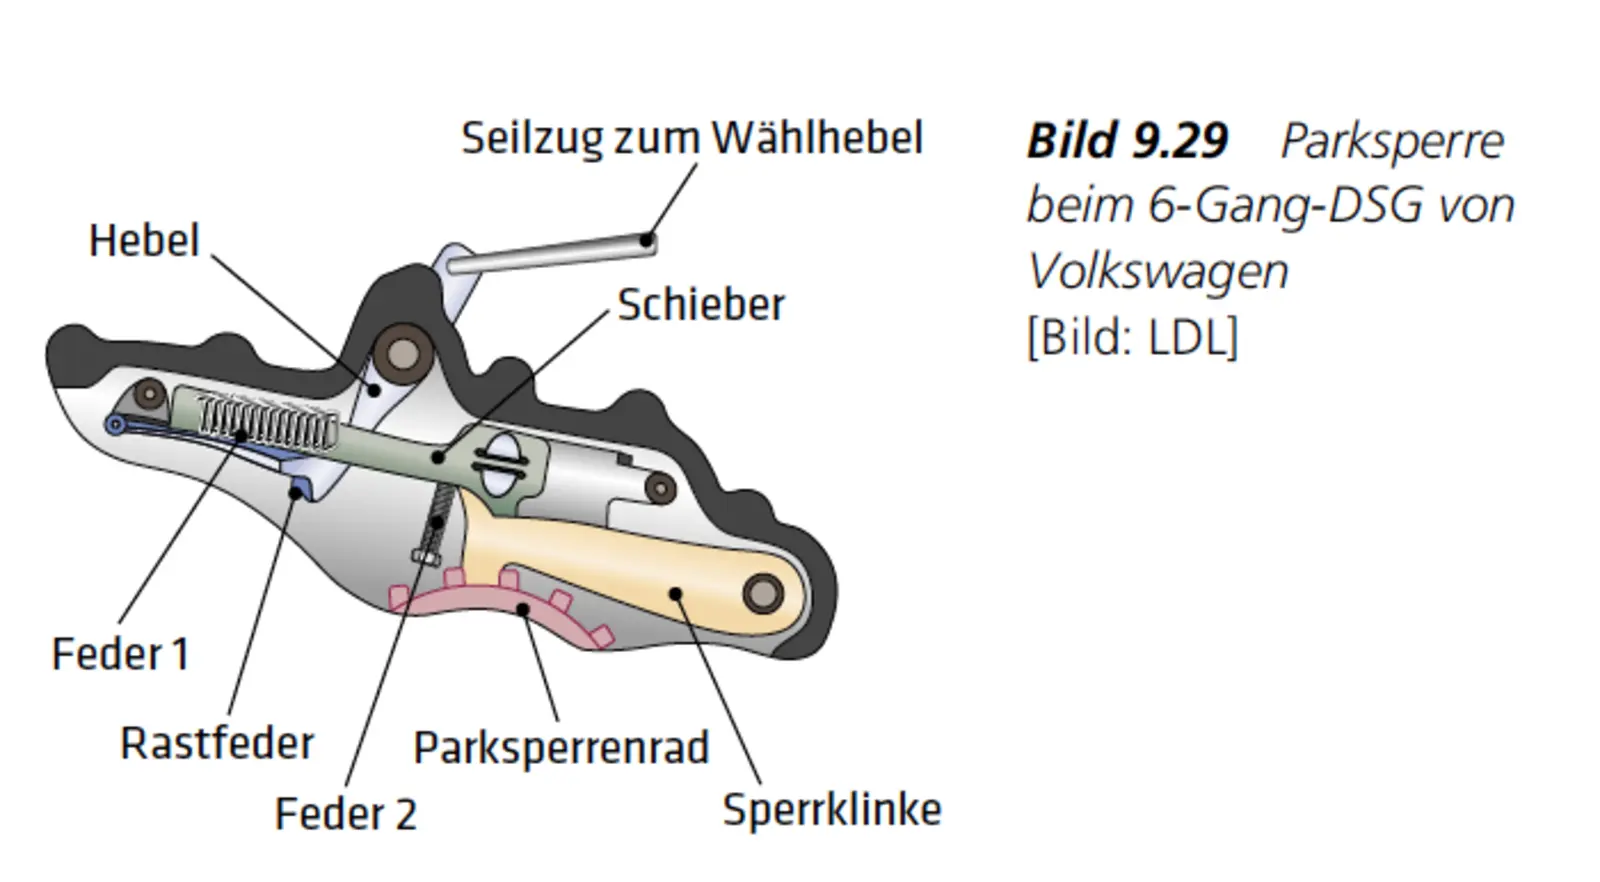 Seilzug zum Wählhebel
Hebel
Schieber
Feder 1
Rastfeder
Feder 2
Parksperrenrad
Sperrklinke
Bild 9.29 Parksperre
beim 6-Gang-DSG von
Volkswagen
[Bild: LDL]